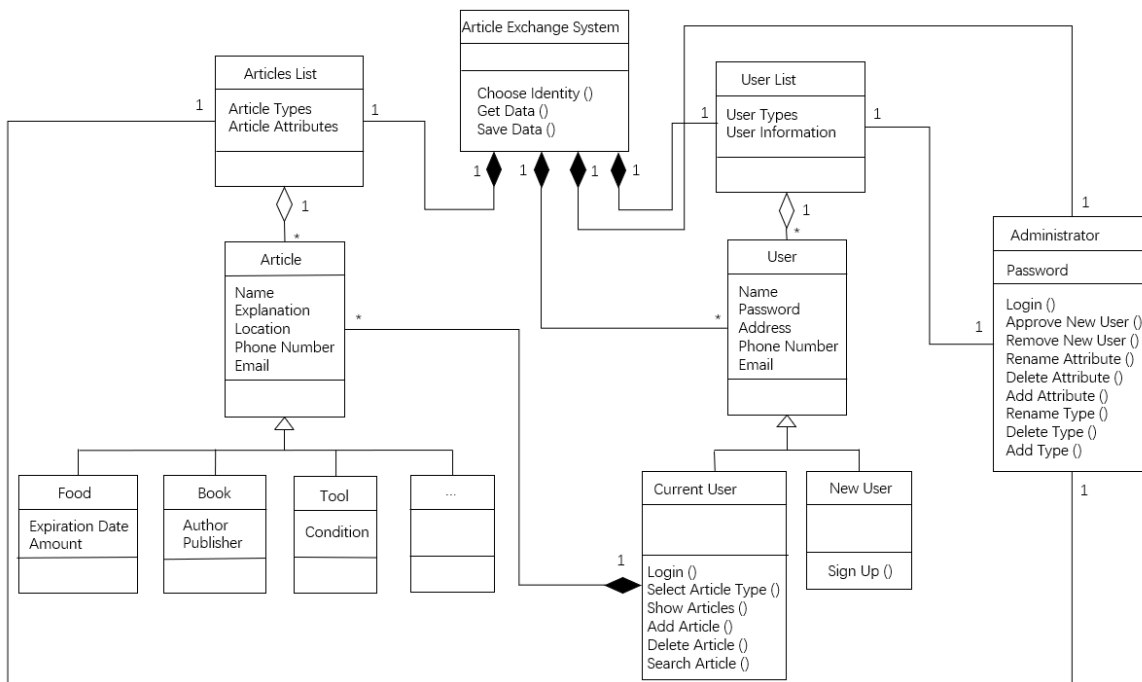 Article Exchange System
Choose Identity ()
Get Data ()
Save Data ()
Articles List
Article Types
Article Attributes
User List
User Types
User Information
1
1
1
1
1
1
1
1
1
1
*
*
1
Article
Name
Explanation
Location
Phone Number
Email
User
Name
Password
Address
Phone Number
Email
Administrator
Password
Login ()
Approve New User ()
Remove New User ()
Rename Attribute ()
Delete Attribute ()
Add Attribute ()
Rename Type ()
Delete Type ()
Add Type ()
*
*
1
Food
Expiration Date
Amount
Book
Author
Publisher
Tool
Condition
...
Current User
Login ()
Select Article Type ()
Show Articles ()
Add Article ()
Delete Article ()
Search Article ()
New User
Sign Up ()
1
1